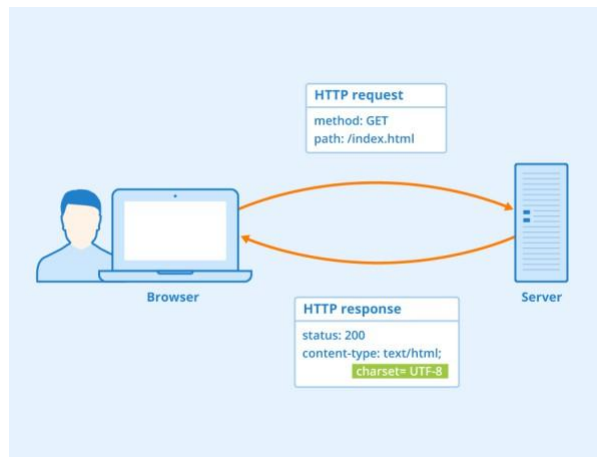 HTTP request
method: GET
path: /index.html
Browser
Server
HTTP response
status: 200
content-type: text/html;
charset= UTF-8